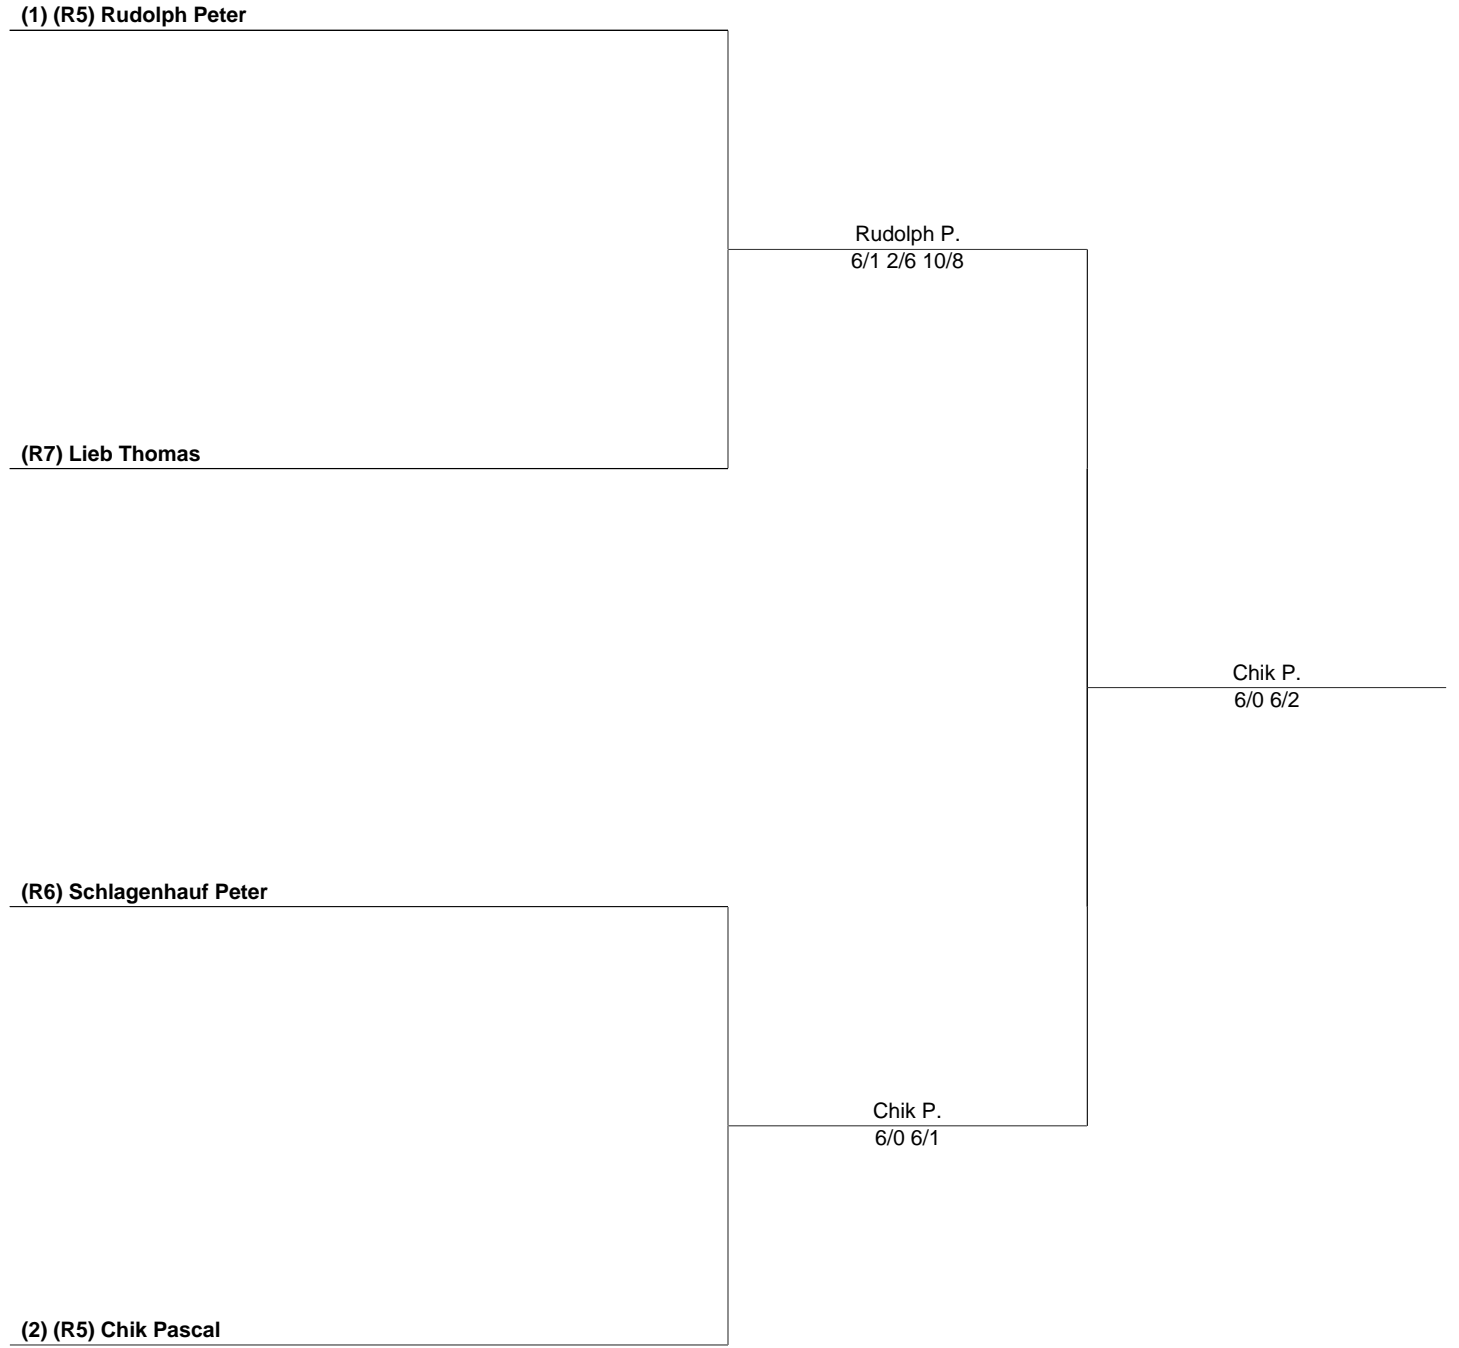 (1) (R5) Rudolph Peter
Rudolph P.
6/1 2/6 10/8
(R7) Lieb Thomas
Chik P.
6/0 6/2
(R6) Schlagenhauf Peter
Chik P.
6/0 6/1
(2) (R5) Chik Pascal